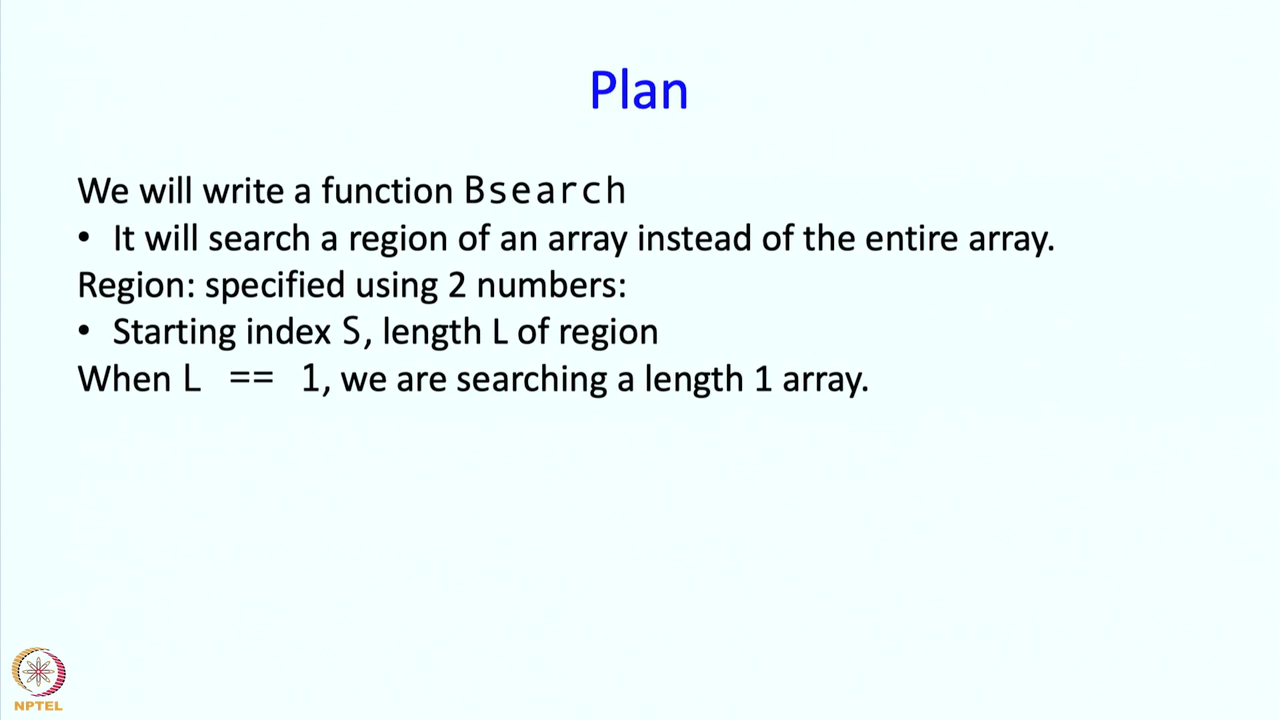 Plan
We will write a function Bsearch
• It will search a region of an array instead of the entire array.
Region: specified using 2 numbers:
• Starting index S, length L of region
When L == 1, we are searching a length 1 array.
NPTEL